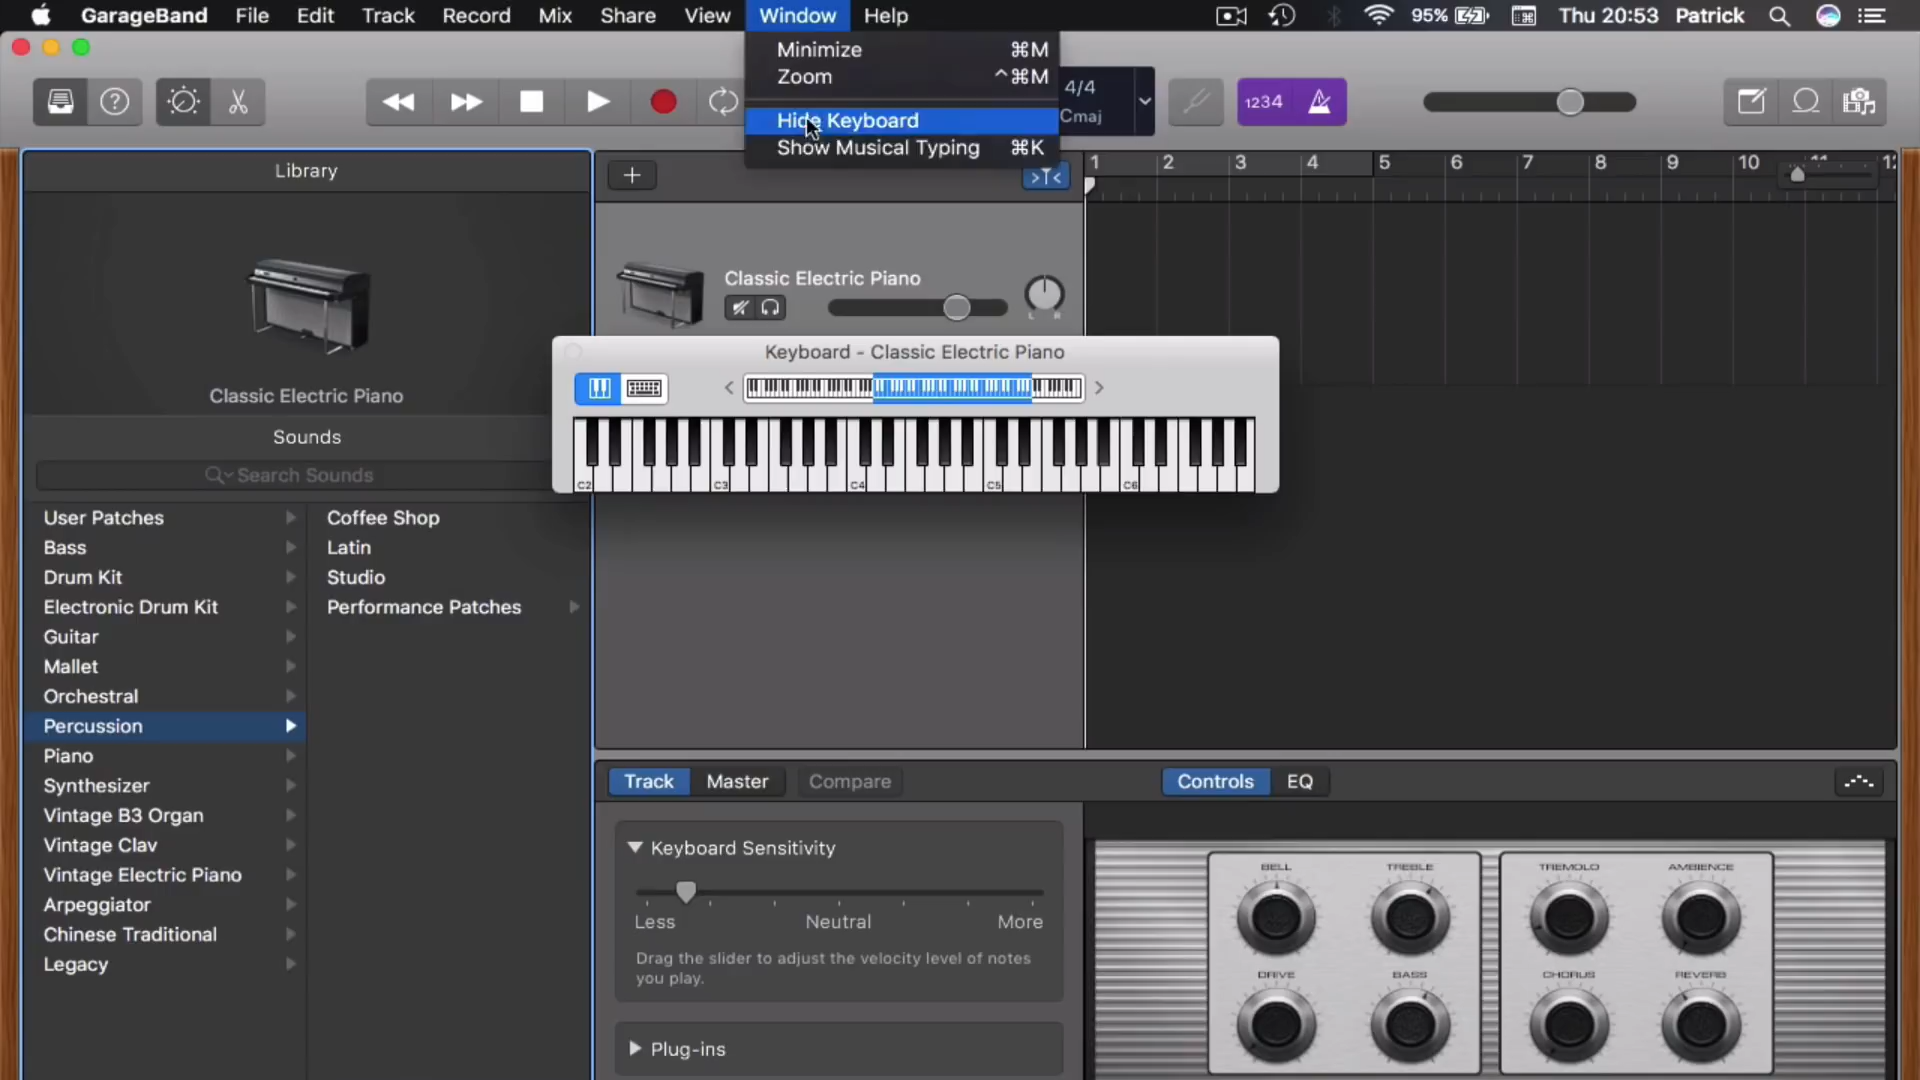 GarageBand File Edit Track Record Mix Share View Window Help 95% Thu 20:53 Patrick
Minimize ⌘M
Zoom ^⌘M
Hide Keyboard
Show Musical Typing ⌘K
4/4
Cmaj
1234
Library
1 2 3 4 5 6 7 8 9 10
Classic Electric Piano
L R
Classic Electric Piano
Sounds
Search Sounds
Keyboard - Classic Electric Piano
C2 C3 C4 C5 C6
User Patches
Bass
Drum Kit
Electronic Drum Kit
Guitar
Mallet
Orchestral
Percussion
Piano
Synthesizer
Vintage B3 Organ
Vintage Clav
Vintage Electric Piano
Arpeggiator
Chinese Traditional
Legacy
Coffee Shop
Latin
Studio
Performance Patches
Track Master Compare Controls EQ
Keyboard Sensitivity
Less Neutral More
Drag the slider to adjust the velocity level of notes
you play.
Plug-ins
BELL TREBLE TREMOLO AMBIENCE
DRIVE BASS CHORUS REVERB